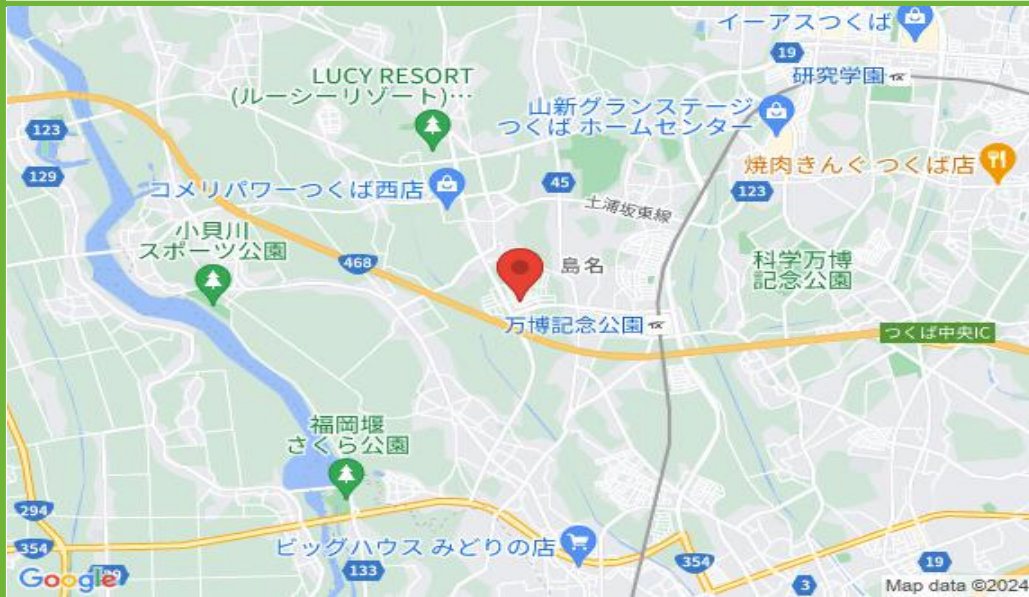 イーアスつくば
19
研究学園
LUCY RESORT
(ルーシーリゾート)…
山新グランステージ
つくば ホームセンター
123
129
コメリパワーつくば西店
45
焼肉きんぐ つくば店
123
土浦坂東線
小貝川
スポーツ公園
468
島名
科学万博
記念公園
万博記念公園
つくば中央IC
福岡堰
さくら公園
294
354
ビッグハウス みどりの店
133
354
19
3
Google
Map data ©2024